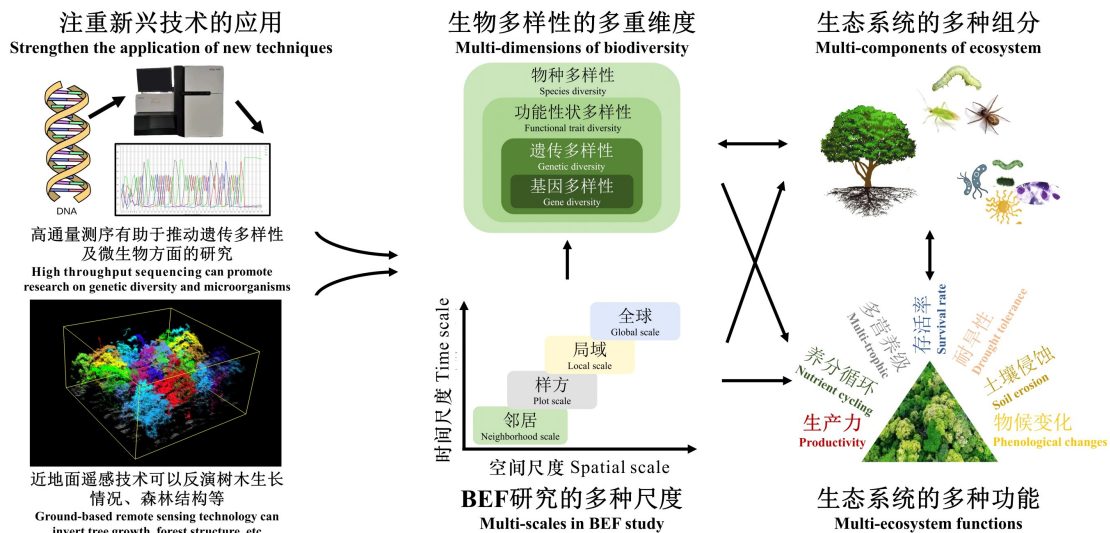 注重新兴技术的应用
Strengthen the application of new techniques
DNA
高通量测序有助于推动遗传多样性
及微生物方面的研究
High throughput sequencing can promote
research on genetic diversity and microorganisms
近地面遥感技术可以反演树木生长
情况、森林结构等
Ground-based remote sensing technology can
invert tree growth, forest structure, etc
生物多样性的多重维度
Multi-dimensions of biodiversity
物种多样性
Species diversity
功能性状多样性
Functional trait diversity
遗传多样性
Genetic diversity
基因多样性
Gene diversity
时间尺度 Time scale
全球
Global scale
局域
Local scale
样方
Plot scale
邻居
Neighborhood scale
空间尺度 Spatial scale
BEF研究的多种尺度
Multi-scales in BEF study
生态系统的多种组分
Multi-components of ecosystem
生产力
Productivity
养分循环
Nutrient cycling
多营养级
Multi-trophic
存活率
Survival rate
耐旱性
Drought tolerance
土壤侵蚀
Soil erosion
物候变化
Phenological changes
生态系统的多种功能
Multi-ecosystem functions